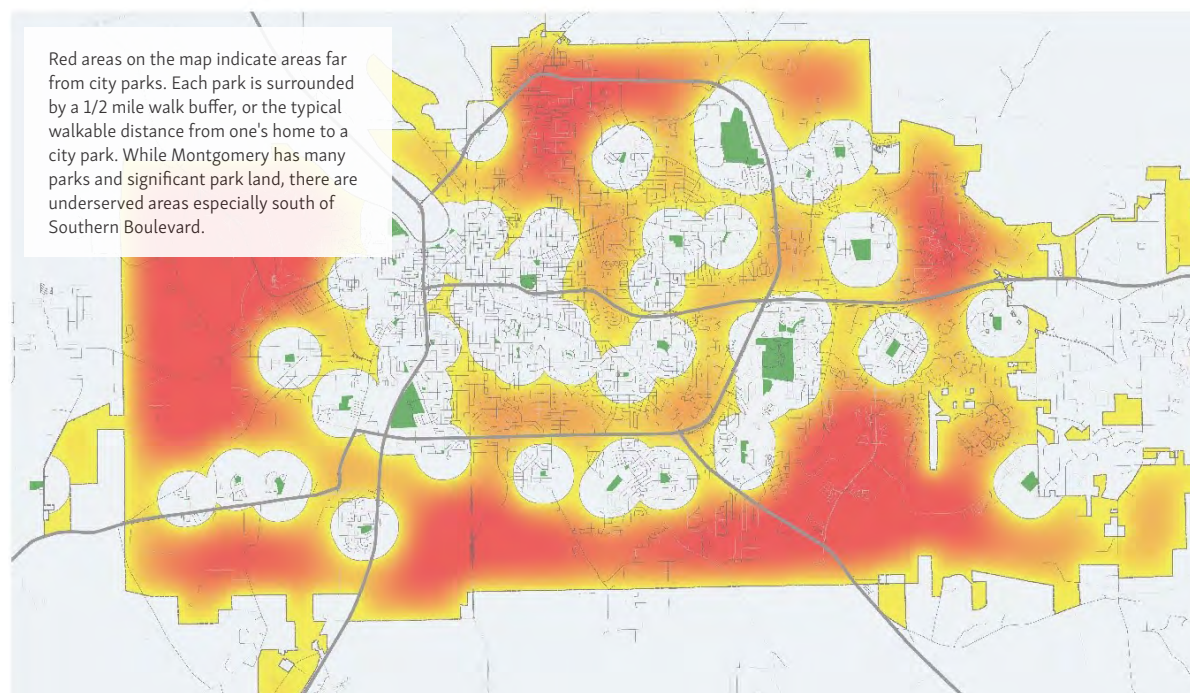 Red areas on the map indicate areas far
from city parks. Each park is surrounded
by a 1/2 mile walk buffer, or the typical
walkable distance from one's home to a
city park. While Montgomery has many
parks and significant park land, there are
underserved areas especially south of
Southern Boulevard.